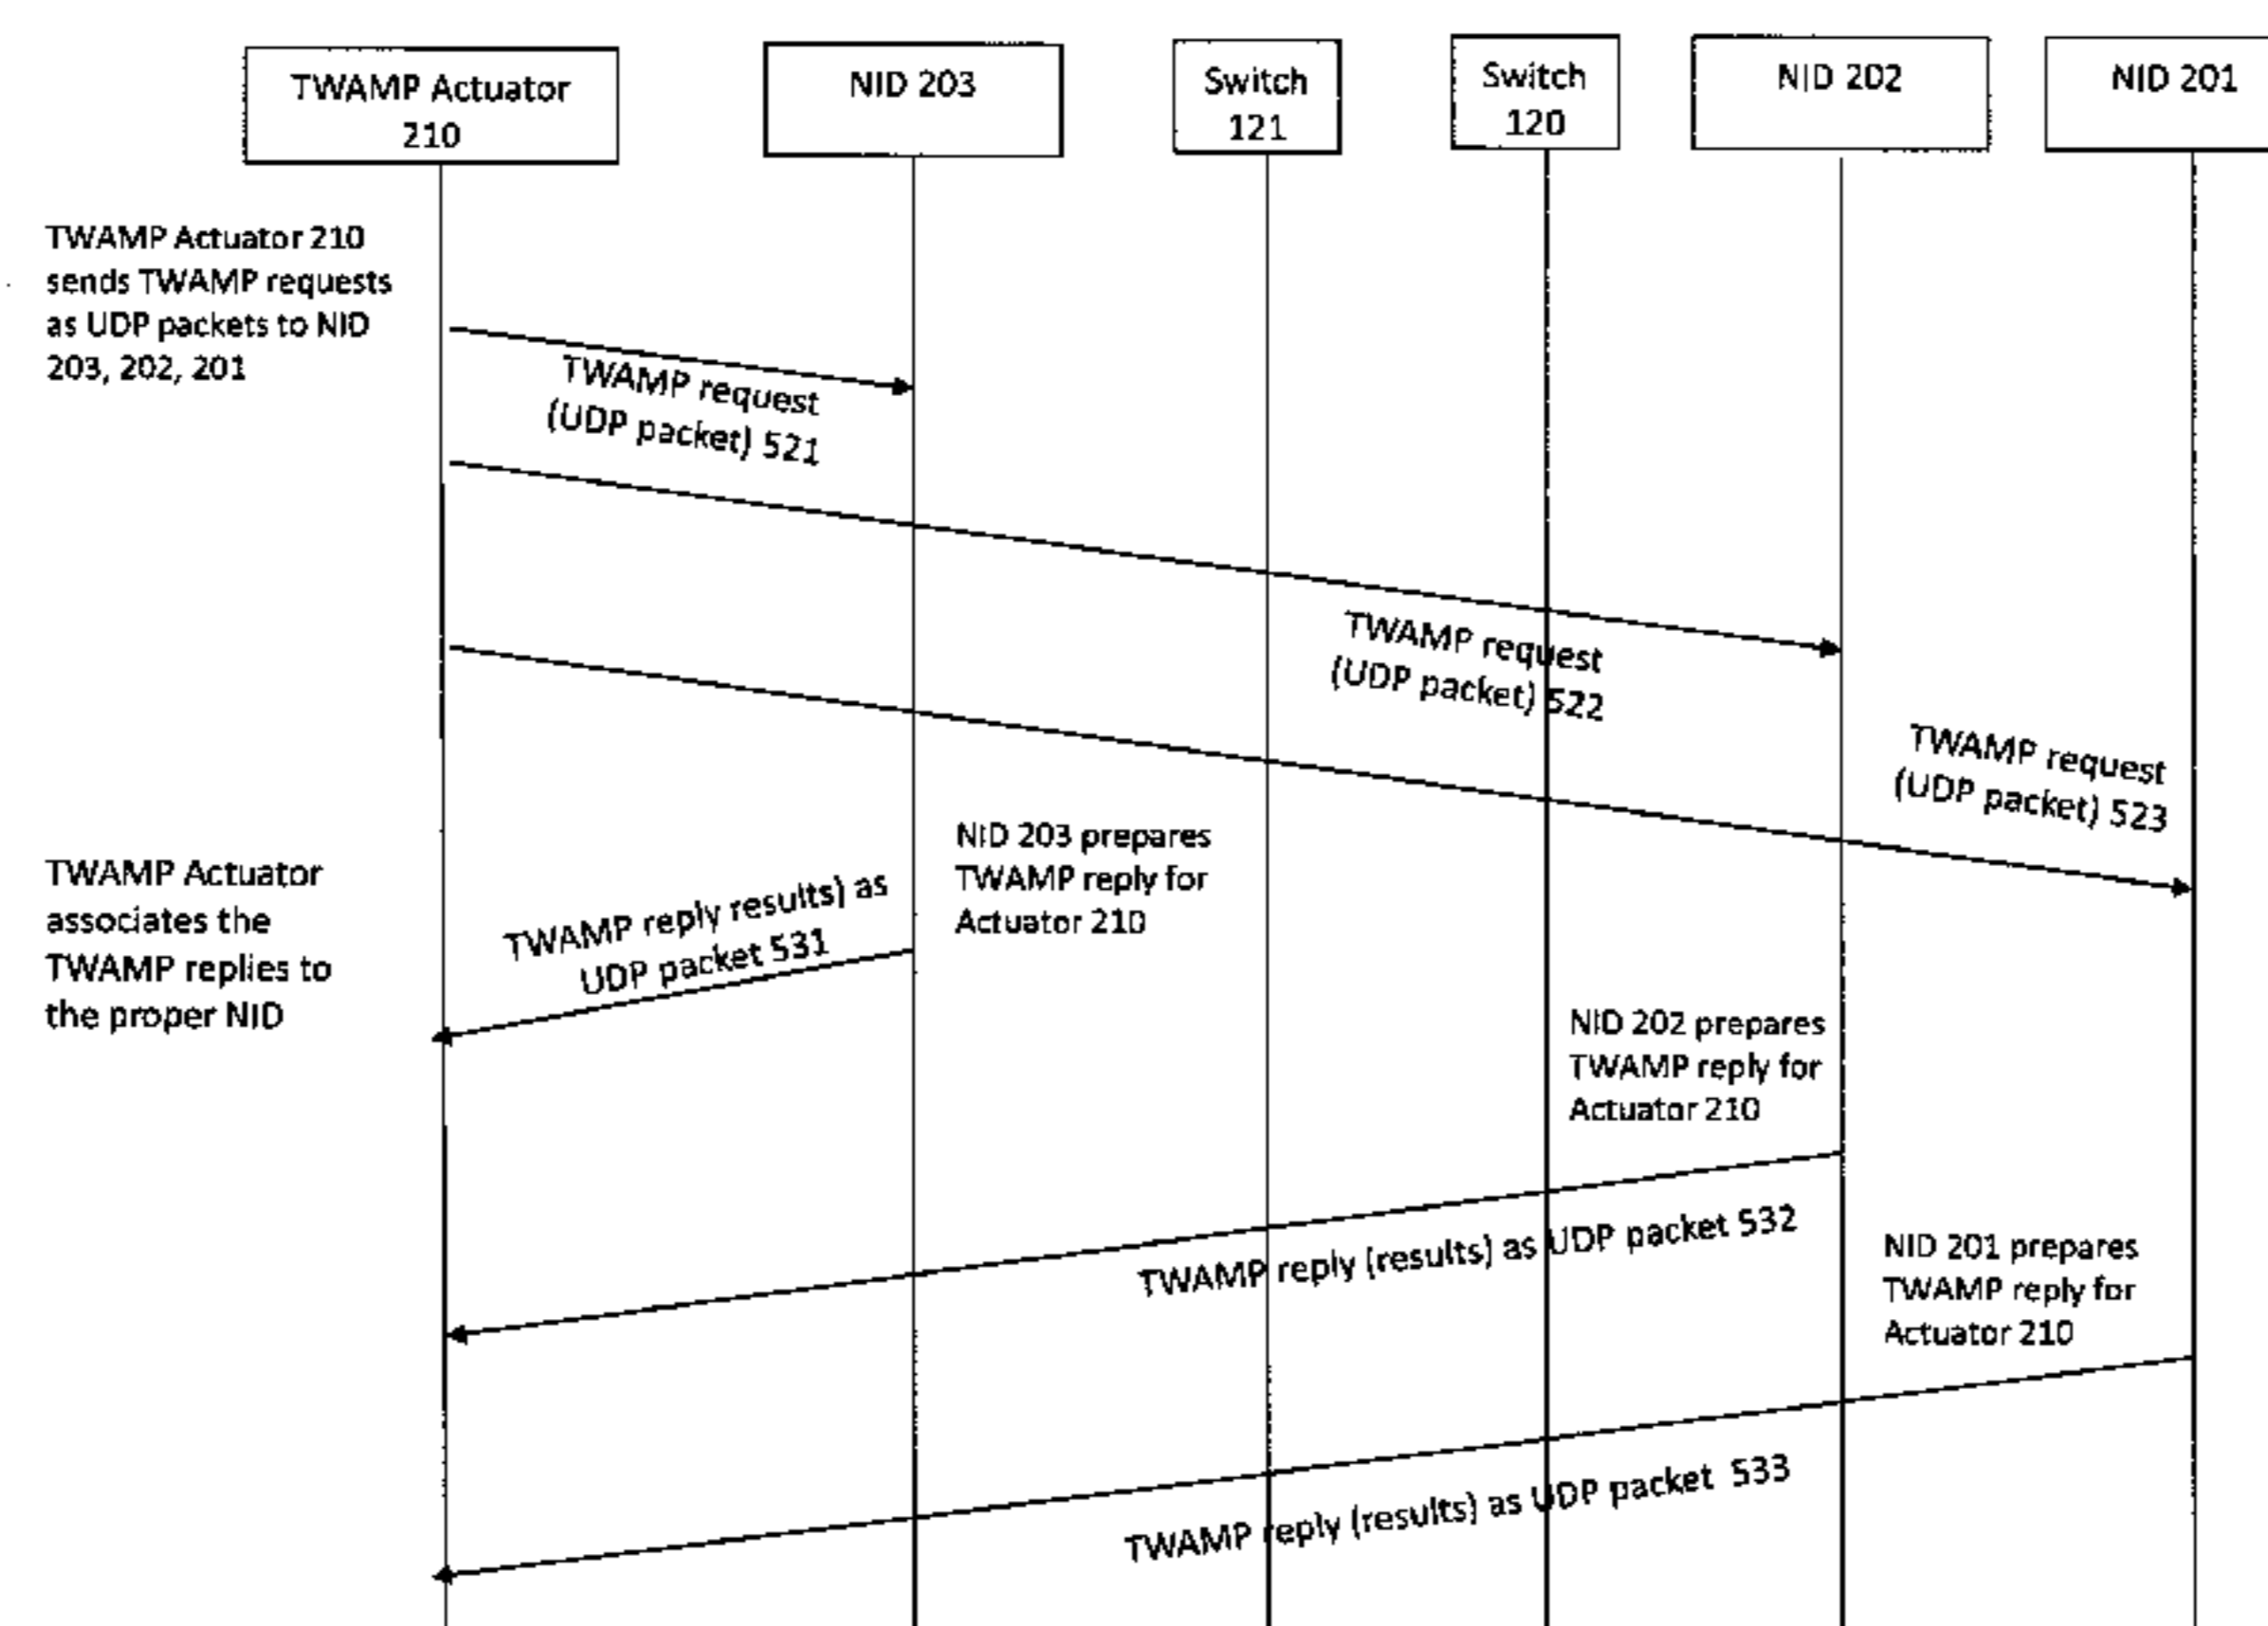 TWAMP Actuator
210
NID 203
Switch
121
Switch
120
NID 202
NID 201
TWAMP Actuator 210
sends TWAMP requests
as UDP packets to NID
203, 202, 201
TWAMP request
(UDP packet) 521
TWAMP request
(UDP packet) 522
TWAMP request
(UDP packet) 523
NID 203 prepares
TWAMP reply for
Actuator 210
TWAMP Actuator
associates the
TWAMP replies to
the proper NID
TWAMP reply results) as
UDP packet 531
NID 202 prepares
TWAMP reply for
Actuator 210
TWAMP reply (results) as UDP packet 532
NID 201 prepares
TWAMP reply for
Actuator 210
TWAMP reply (results) as UDP packet 533